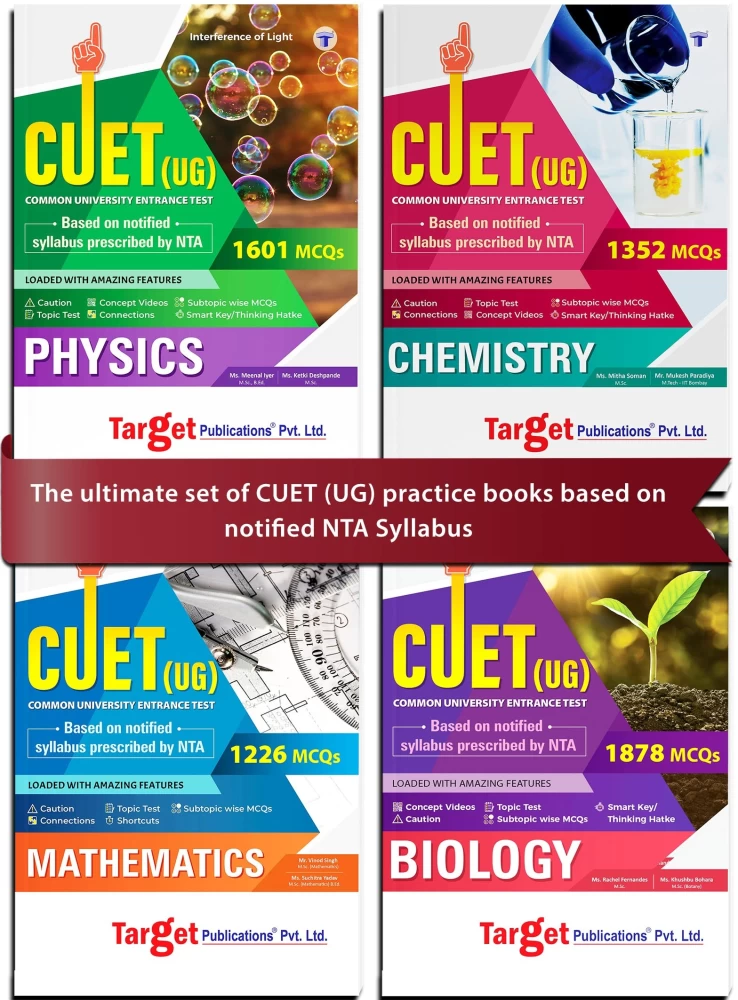 Interference of Light
CUET (UG)
COMMON UNIVERSITY ENTRANCE TEST
• Based on notified •
syllabus prescribed by NTA
1601 MCQs
LOADED WITH AMAZING FEATURES
Caution Concept Videos Subtopic wise MCQs
Topic Test Connections Smart Key/Thinking Hatke
PHYSICS
Ms. Meenal Iyer Ms. Ketki Deshpande
M.Sc., B.Ed. M.Sc.
Target Publications® Pvt. Ltd.
CUET (UG)
COMMON UNIVERSITY ENTRANCE TEST
• Based on notified •
syllabus prescribed by NTA
1352 MCQs
LOADED WITH AMAZING FEATURES
Caution Topic Test Subtopic wise MCQs
Connections Concept Videos Smart Key/Thinking Hatke
CHEMISTRY
Ms. Mitha Soman Mr. Mukesh Paradiya
M.Sc. M.Tech - IIT Bombay
Target Publications® Pvt. Ltd.
The ultimate set of CUET (UG) practice books based on
notified NTA Syllabus
CUET (UG)
COMMON UNIVERSITY ENTRANCE TEST
• Based on notified •
syllabus prescribed by NTA
1226 MCQs
LOADED WITH AMAZING FEATURES
Caution Topic Test Subtopic wise MCQs
Connections Shortcuts
MATHEMATICS
Mr. Vinod Singh
M.Sc. (Mathematics)
Ms. Suchitra Yadav
M.Sc. (Mathematics) B.Ed.
Target Publications® Pvt. Ltd.
CUET (UG)
COMMON UNIVERSITY ENTRANCE TEST
• Based on notified •
syllabus prescribed by NTA
1878 MCQs
LOADED WITH AMAZING FEATURES
Concept Videos Topic Test Smart Key/
Caution Subtopic wise MCQs Thinking Hatke
BIOLOGY
Ms. Rachel Fernandes Ms. Khushbu Bohara
M.Sc. M.Sc. (Botany)
Target Publications® Pvt. Ltd.